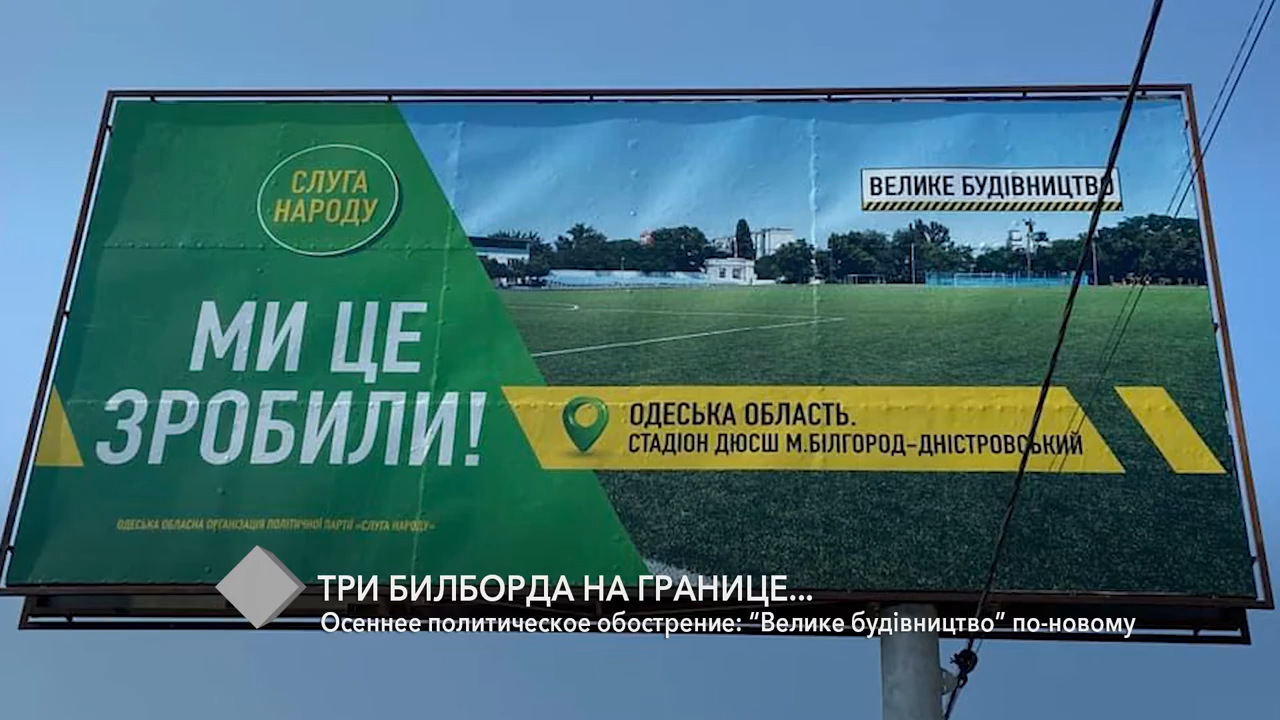 СЛУГА
НАРОДУ
ВЕЛИКЕ БУДІВНИЦТВО
МИ ЦЕ
ЗРОБИЛИ!
ОДЕСЬКА ОБЛАСТЬ.
СТАДІОН ДЮСШ М.БІЛГОРОД-ДНІСТРОВСЬКИЙ
ОДЕСЬКА ОБЛАСНА ОРГАНІЗАЦІЯ ПОЛІТИЧНОЇ ПАРТІЇ «СЛУГА НАРОДУ»
ТРИ БИЛБОРДА НА ГРАНИЦЕ...
Осеннее политическое обострение: "Велике будівництво" по-новому